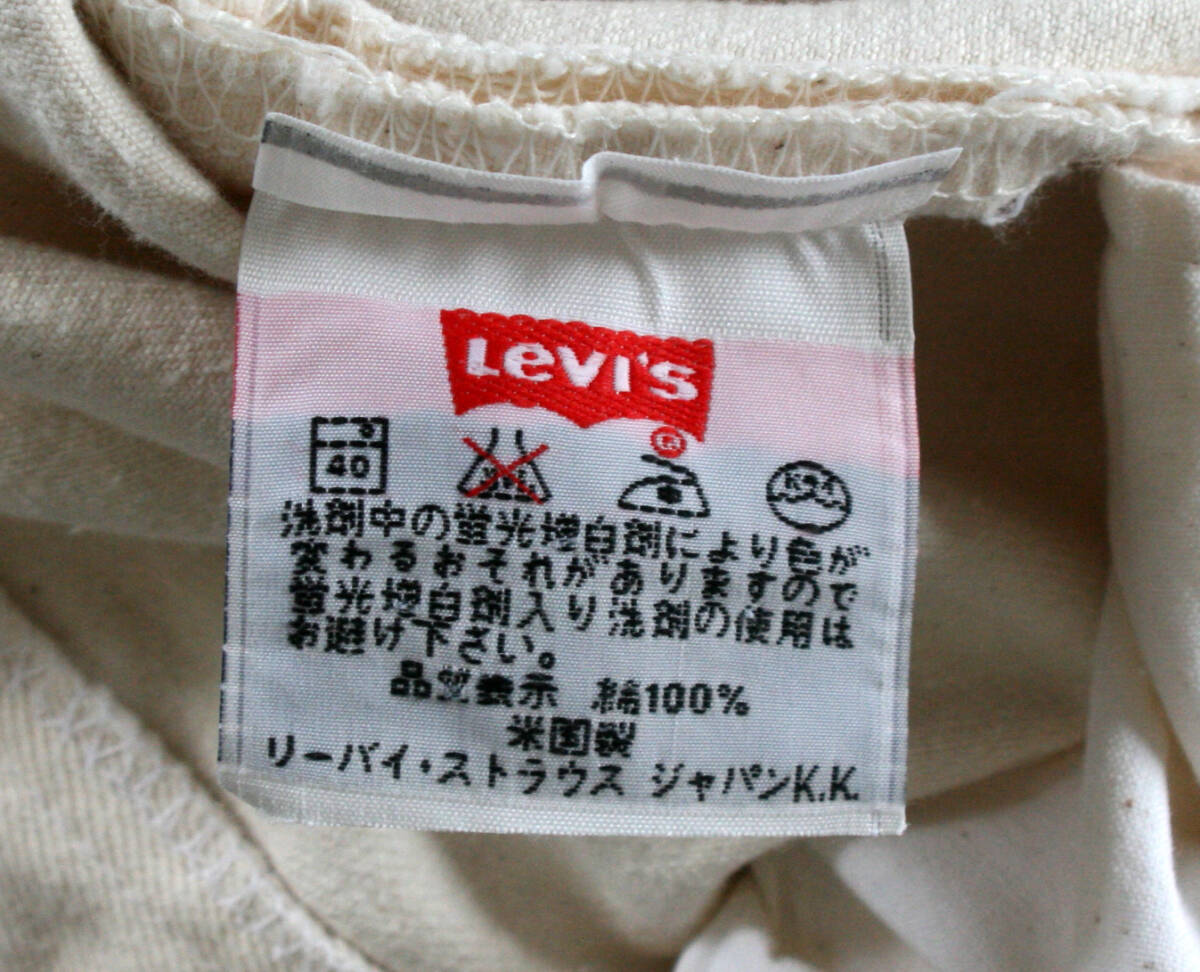 Levi's
®
40
洗剤中の蛍光増白剤により色が
変わるおそれがありますので
蛍光増白剤入り洗剤の使用は
お避け下さい。
品質表示 綿100%
米国製
リーバイ・ストラウス ジャパンK.K.